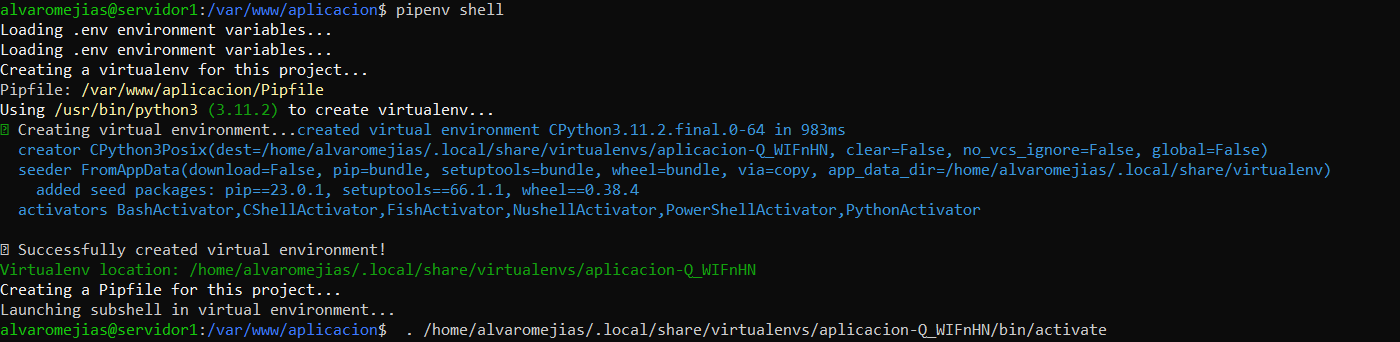 alvaromejias@servidor1:/var/www/aplicacion$ pipenv shell
Loading .env environment variables...
Loading .env environment variables...
Creating a virtualenv for this project...
Pipfile: /var/www/aplicacion/Pipfile
Using /usr/bin/python3 (3.11.2) to create virtualenv...
Creating virtual environment...created virtual environment CPython3.11.2.final.0-64 in 983ms
creator CPython3Posix(dest=/home/alvaromejias/.local/share/virtualenvs/aplicacion-Q_WIFnHN, clear=False, no_vcs_ignore=False, global=False)
seeder FromAppData(download=False, pip=bundle, setuptools=bundle, wheel=bundle, via=copy, app_data_dir=/home/alvaromejias/.local/share/virtualenv)
added seed packages: pip==23.0.1, setuptools==66.1.1, wheel==0.38.4
activators BashActivator,CShellActivator,FishActivator,NushellActivator,PowerShellActivator,PythonActivator
Successfully created virtual environment!
Virtualenv location: /home/alvaromejias/.local/share/virtualenvs/aplicacion-Q_WIFnHN
Creating a Pipfile for this project...
Launching subshell in virtual environment...
alvaromejias@servidor1:/var/www/aplicacion$  . /home/alvaromejias/.local/share/virtualenvs/aplicacion-Q_WIFnHN/bin/activate